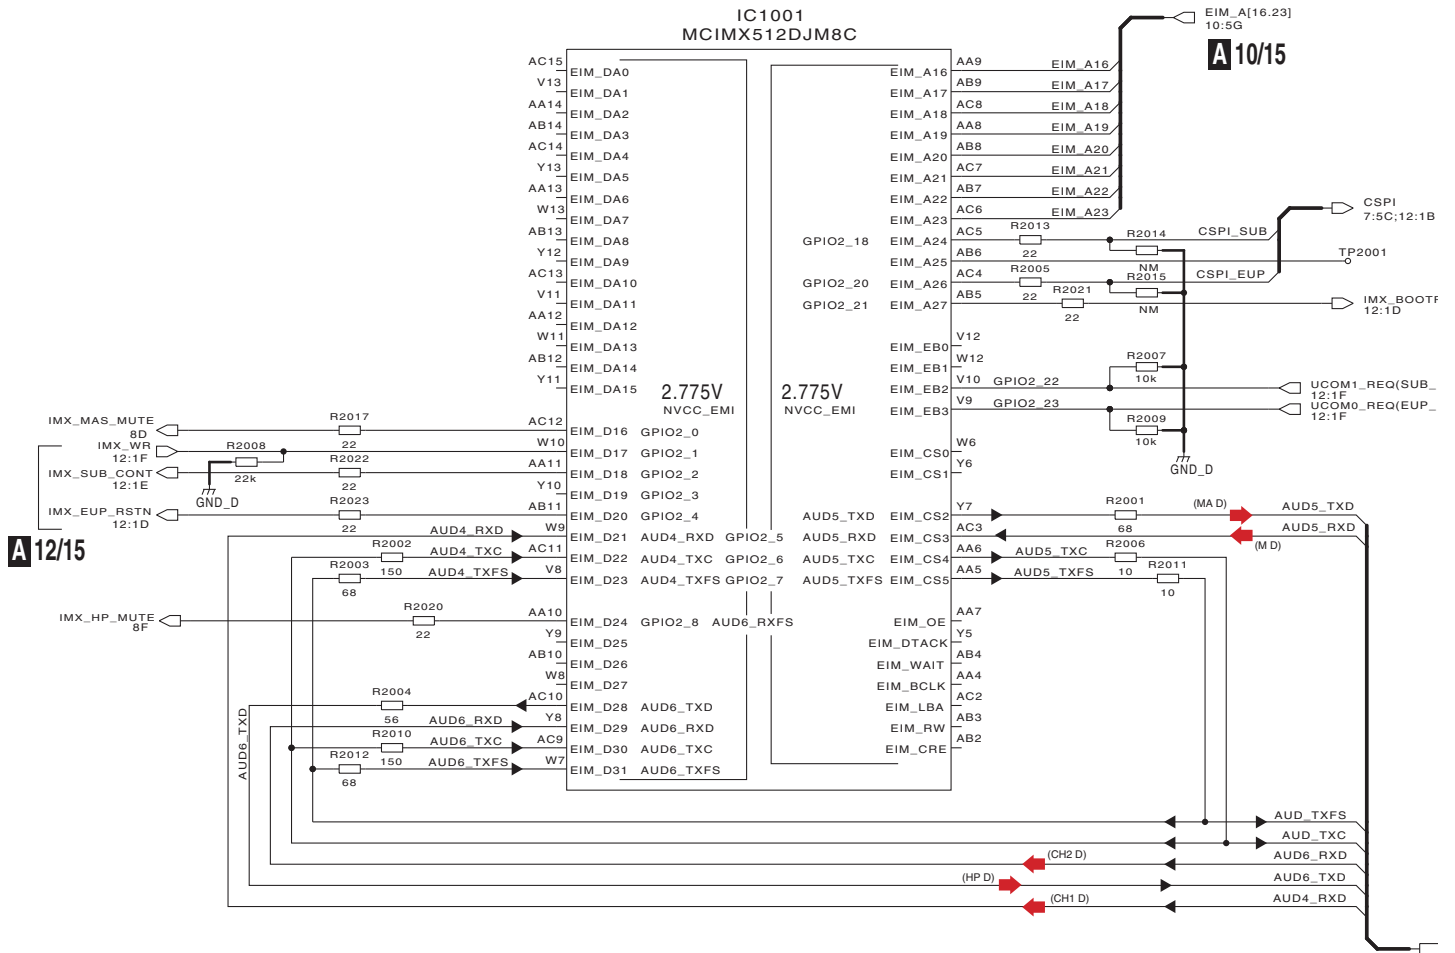 IC1001
MCIMX512DJM8C
EIM_A[16.23]
10:5G
A 10/15
AC15 EIM_DA0
V13 EIM_DA1
AA14 EIM_DA2
AB14 EIM_DA3
AC14 EIM_DA4
Y13 EIM_DA5
AA13 EIM_DA6
W13 EIM_DA7
AB13 EIM_DA8
Y12 EIM_DA9
AC13 EIM_DA10
V11 EIM_DA11
AA12 EIM_DA12
W11 EIM_DA13
AB12 EIM_DA14
Y11 EIM_DA15
2.775V
NVCC_EMI
2.775V
NVCC_EMI
EIM_A16 AA9 EIM_A16
EIM_A17 AB9 EIM_A17
EIM_A18 AC8 EIM_A18
EIM_A19 AA8 EIM_A19
EIM_A20 AB8 EIM_A20
EIM_A21 AC7 EIM_A21
EIM_A22 AB7 EIM_A22
EIM_A23 AC6 EIM_A23
GPIO2_18 EIM_A24 AC5 R2013 22 R2014 NM CSPI_SUB
CSPI
7:5C;12:1B
EIM_A25 AB6 TP2001
GPIO2_20 EIM_A26 AC4 R2005 22 R2015 NM CSPI_EUP
GPIO2_21 EIM_A27 AB5 R2021 22
IMX_BOOTF
12:1D
EIM_EB0 V12
EIM_EB1 W12
R2007 10k
EIM_EB2 V10 GPIO2_22
UCOM1_REQ(SUB_
12:1F
EIM_EB3 V9 GPIO2_23
UCOM0_REQ(EUP_
12:1F
R2009 10k
GND_D
EIM_CS0 W6
EIM_CS1 Y6
IMX_MAS_MUTE
8D
R2017 22 AC12 EIM_D16 GPIO2_0
IMX_WR
12:1F
R2008 22k GND_D
W10 EIM_D17 GPIO2_1
IMX_SUB_CONT
12:1E
R2022 22 AA11 EIM_D18 GPIO2_2
Y10 EIM_D19 GPIO2_3
IMX_EUP_RSTN
12:1D
R2023 22 AB11 EIM_D20 GPIO2_4
A 12/15
AUD4_RXD W9 EIM_D21 AUD4_RXD GPIO2_5
R2002 150 AUD4_TXC AC11 EIM_D22 AUD4_TXC GPIO2_6
R2003 68 AUD4_TXFS V8 EIM_D23 AUD4_TXFS GPIO2_7
AUD5_TXD EIM_CS2 Y7 R2001 68 (MA D) AUD5_TXD
AUD5_RXD EIM_CS3 AC3 (M D) AUD5_RXD
AUD5_TXC EIM_CS4 AA6 AUD5_TXC R2006 10
AUD5_TXFS EIM_CS5 AA5 AUD5_TXFS R2011 10
IMX_HP_MUTE
8F
R2020 22 AA10 EIM_D24 GPIO2_8 AUD6_RXFS
Y9 EIM_D25
AB10 EIM_D26
W8 EIM_D27
EIM_OE AA7
EIM_DTACK Y5
EIM_WAIT AB4
EIM_BCLK AA4
EIM_LBA AC2
EIM_RW AB3
EIM_CRE AB2
AUD6_TXD
R2004 56 AC10 EIM_D28 AUD6_TXD
AUD6_RXD Y8 EIM_D29 AUD6_RXD
R2010 150 AUD6_TXC AC9 EIM_D30 AUD6_TXC
R2012 68 AUD6_TXFS W7 EIM_D31 AUD6_TXFS
AUD_TXFS
AUD_TXC
(CH2 D) AUD6_RXD
(HP D) AUD6_TXD
(CH1 D) AUD4_RXD